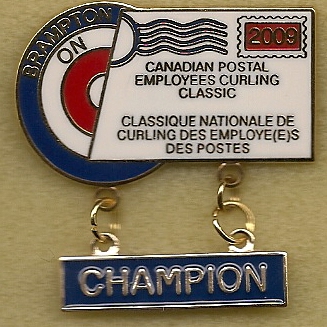 BRAMPTON
ON
2009
CANADIAN POSTAL
EMPLOYEES CURLING
CLASSIC
CLASSIQUE NATIONALE DE
CURLING DES EMPLOYE(E)S
DES POSTES
CHAMPION